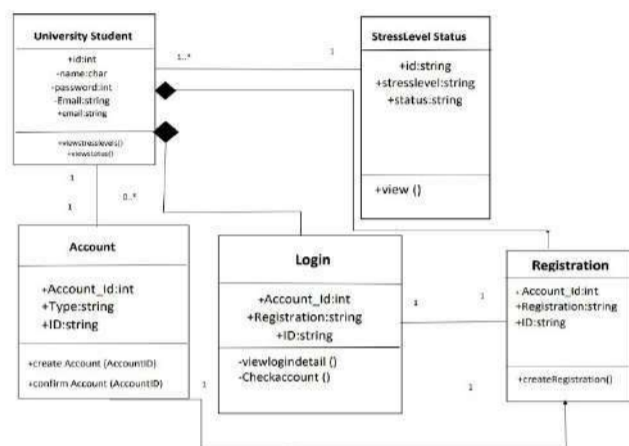 University Student
+id:int
-name:char
-password:int
-Email:string
+email:string
+viewstresslevels()
+viewstatus()
1..*
1
StressLevel Status
+id:string
+stresslevel:string
+status:string
+view ()
1
1
0..*
Account
+Account_Id:int
+Type:string
+ID:string
+create Account (AccountID)
+confirm Account (AccountID)
Login
+Account_Id:int
+Registration:string
+ID:string
-viewlogindetail ()
-Checkaccount ()
1
1
Registration
- Account_Id:int
+Registration:string
+ID:string
+createRegistration()
1
1